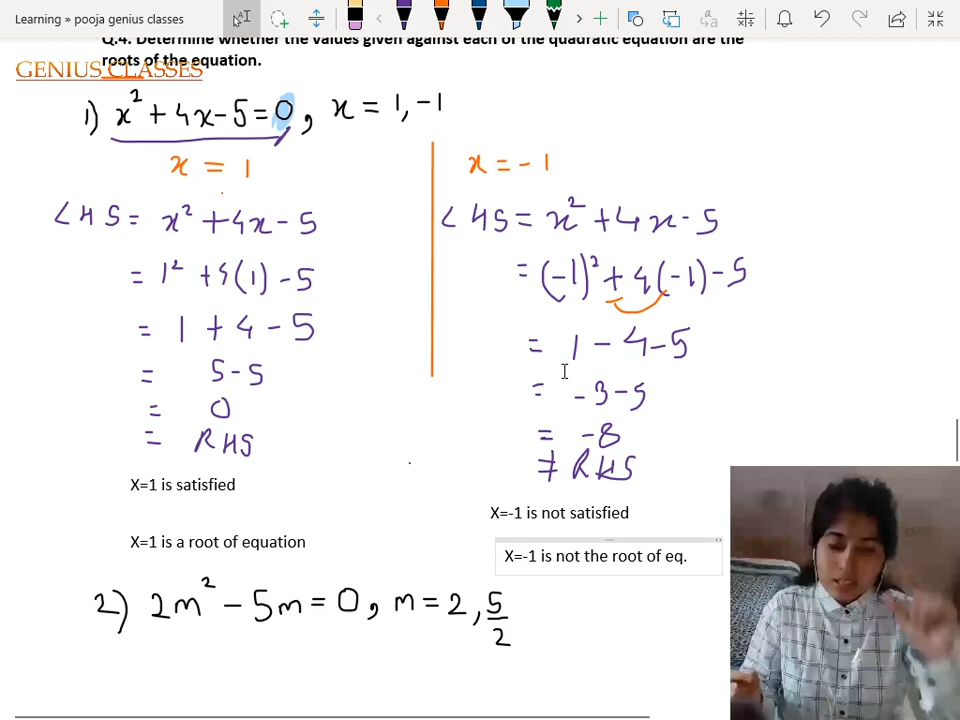 Learning » pooja genius classes
Q.4. Determine whether the values given against each of the quadratic equation are the
roots of the equation.
GENIUS CLASSES
1) x² + 4x - 5 = 0, x = 1, -1
x = 1
LHS = x² + 4x - 5
= 1² + 4(1) - 5
= 1 + 4 - 5
= 5 - 5
= 0
= RHS
X=1 is satisfied
X=1 is a root of equation
x = -1
LHS = x² + 4x - 5
= (-1)² + 4(-1) - 5
= 1 - 4 - 5
= -3 - 5
= -8
≠ RHS
X=-1 is not satisfied
X=-1 is not the root of eq.
2) 2m² - 5m = 0, m = 2, 5/2